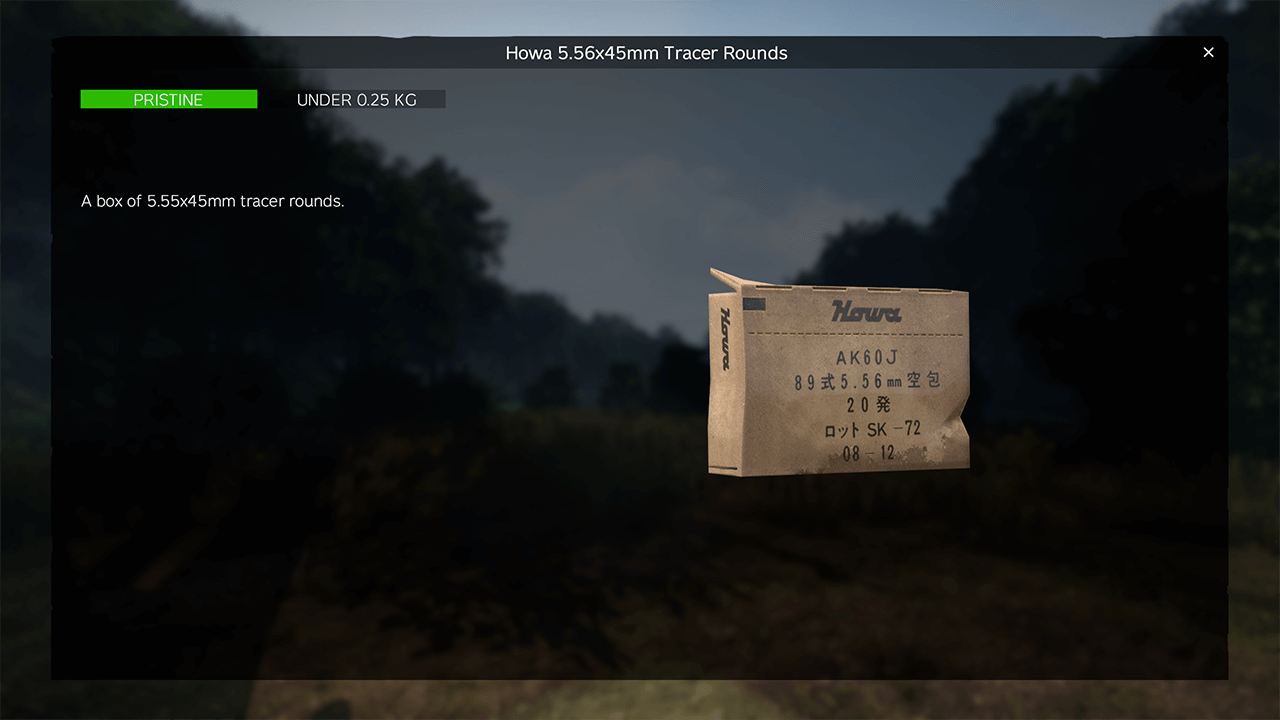 Howa 5.56x45mm Tracer Rounds
PRISTINE
UNDER 0.25 KG
A box of 5.55x45mm tracer rounds.
Howa
Howa
AK60J
89式5.56mm空包
20発
ロット SK-72
08-12